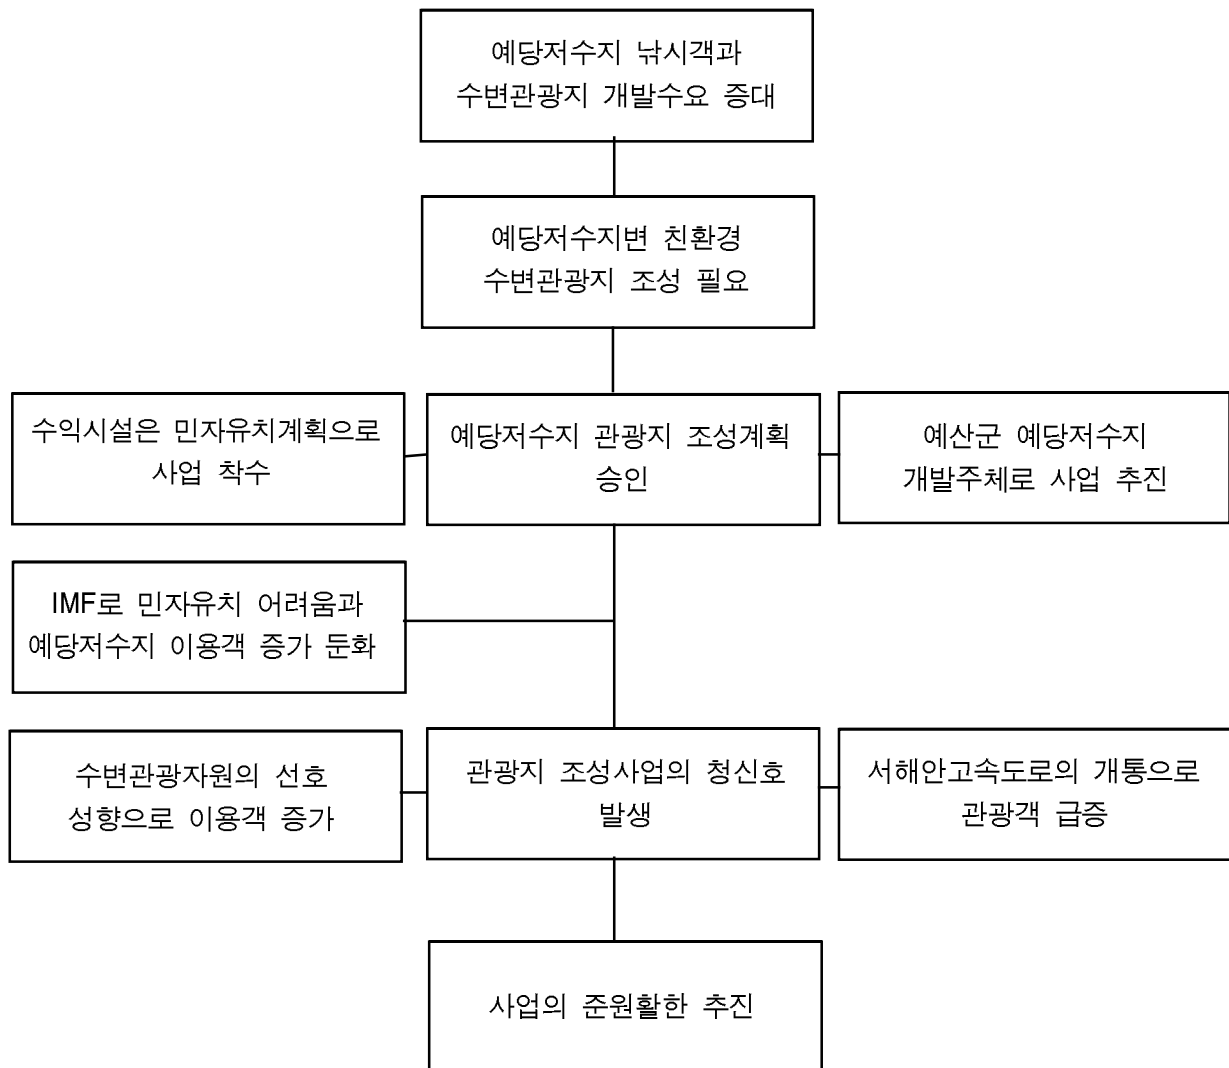 예당저수지 낚시객과
수변관광지 개발수요 증대
예당저수지변 친환경
수변관광지 조성 필요
수익시설은 민자유치계획으로
사업 착수
예당저수지 관광지 조성계획
승인
예산군 예당저수지
개발주체로 사업 추진
IMF로 민자유치 어려움과
예당저수지 이용객 증가 둔화
수변관광자원의 선호
성향으로 이용객 증가
관광지 조성사업의 청신호
발생
서해안고속도로의 개통으로
관광객 급증
사업의 준원활한 추진